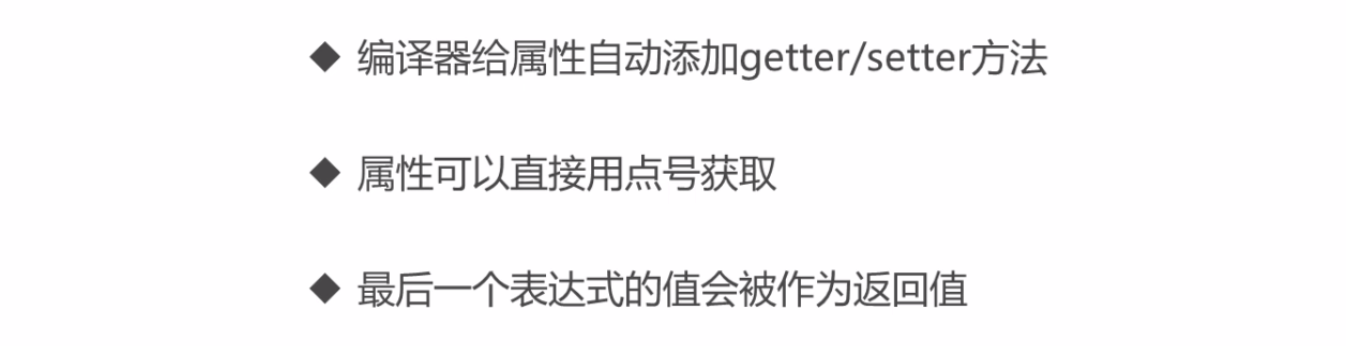 ◆ 编译器给属性自动添加getter/setter方法
◆ 属性可以直接用点号获取
◆ 最后一个表达式的值会被作为返回值